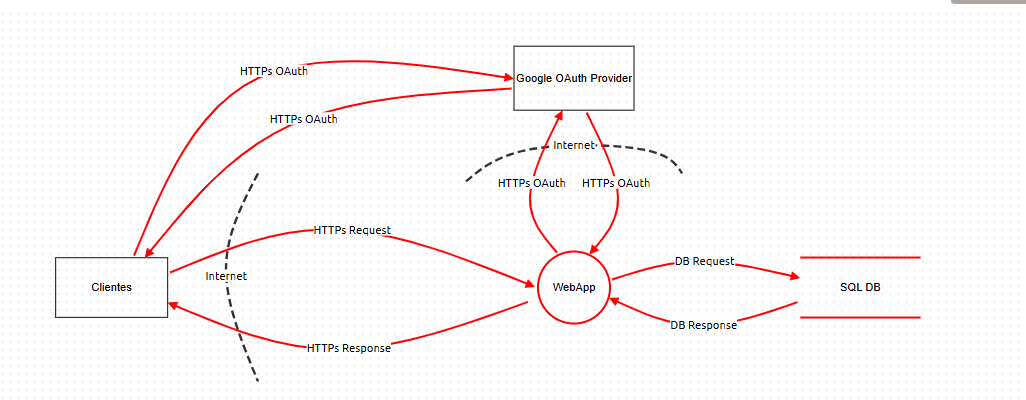 HTTPs OAuth
Google OAuth Provider
HTTPs OAuth
Internet
HTTPs OAuth
HTTPs OAuth
HTTPs Request
DB Request
Internet
Clientes
WebApp
SQL DB
DB Response
HTTPs Response